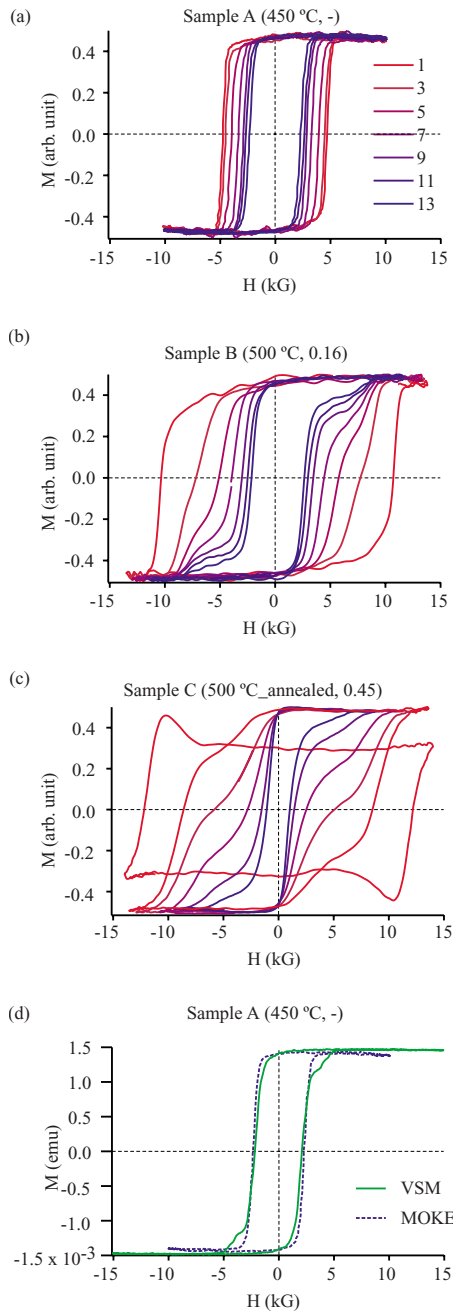 (a)
Sample A (450 ºC, -)
M (arb. unit)
0.4
0.2
0.0
-0.2
-0.4
1
3
5
7
9
11
13
-15 -10 -5 0 5 10 15
H (kG)
(b)
Sample B (500 ºC, 0.16)
M (arb. unit)
0.4
0.2
0.0
-0.2
-0.4
-15 -10 -5 0 5 10 15
H (kG)
(c)
Sample C (500 ºC_annealed, 0.45)
M (arb. unit)
0.4
0.2
0.0
-0.2
-0.4
-15 -10 -5 0 5 10 15
H (kG)
(d)
Sample A (450 ºC, -)
M (emu)
1.5
1.0
0.5
0.0
-0.5
-1.0
-1.5 x 10⁻³
VSM
MOKE
-15 -10 -5 0 5 10 15
H (kG)